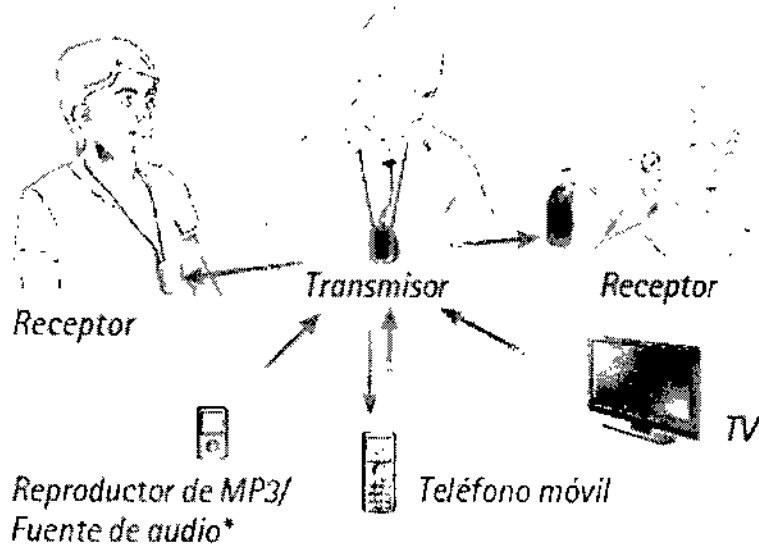 Transmisor
Receptor
Receptor
TV
Reproductor de MP3/
Fuente de audio*
Teléfono móvil